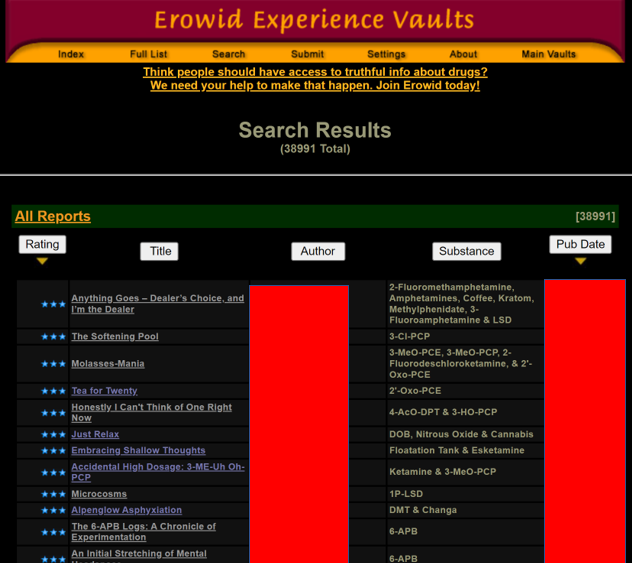 Erowid Experience Vaults
Index Full List Search Submit Settings About Main Vaults
Think people should have access to truthful info about drugs?
We need your help to make that happen. Join Erowid today!
Search Results
(38991 Total)
All Reports [38991]
Rating Title Author Substance Pub Date
Anything Goes – Dealer's Choice, and
I'm the Dealer
2-Fluoromethamphetamine,
Amphetamines, Coffee, Kratom,
Methylphenidate, 3-
Fluoroamphetamine & LSD
The Softening Pool 3-Cl-PCP
Molasses-Mania
3-MeO-PCE, 3-MeO-PCP, 2-
Fluorodeschloroketamine, & 2'-
Oxo-PCE
Tea for Twenty 2'-Oxo-PCE
Honestly I Can't Think of One Right
Now
4-AcO-DPT & 3-HO-PCP
Just Relax DOB, Nitrous Oxide & Cannabis
Embracing Shallow Thoughts Floatation Tank & Esketamine
Accidental High Dosage: 3-ME-Uh Oh-
PCP
Ketamine & 3-MeO-PCP
Microcosms 1P-LSD
Alpenglow Asphyxiation DMT & Changa
The 6-APB Logs: A Chronicle of
Experimentation
6-APB
An Initial Stretching of Mental
6-APB